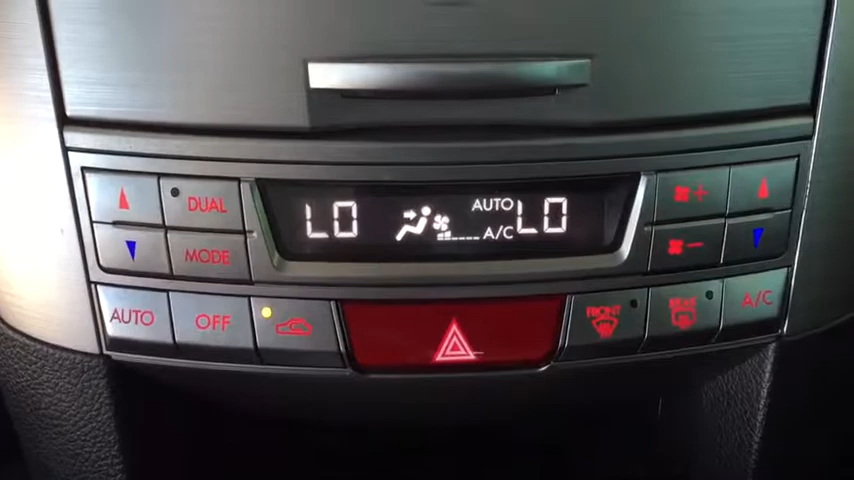 DUAL
MODE
LO
AUTO
A/C
LO
AUTO
OFF
FRONT
REAR
A/C